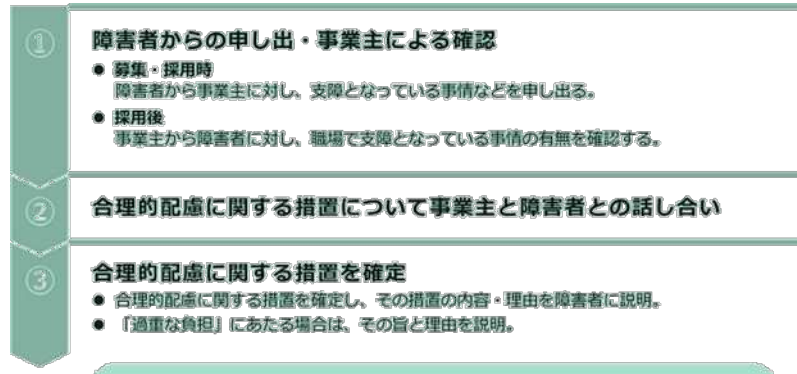 ① 障害者からの申し出・事業主による確認
● 募集・採用時
障害者から事業主に対し、支障となっている事情などを申し出る。
● 採用後
事業主から障害者に対し、職場で支障となっている事情の有無を確認する。
② 合理的配慮に関する措置について事業主と障害者との話し合い
③ 合理的配慮に関する措置を確定
● 合理的配慮に関する措置を確定し、その措置の内容・理由を障害者に説明。
● 「過重な負担」にあたる場合は、その旨と理由を説明。